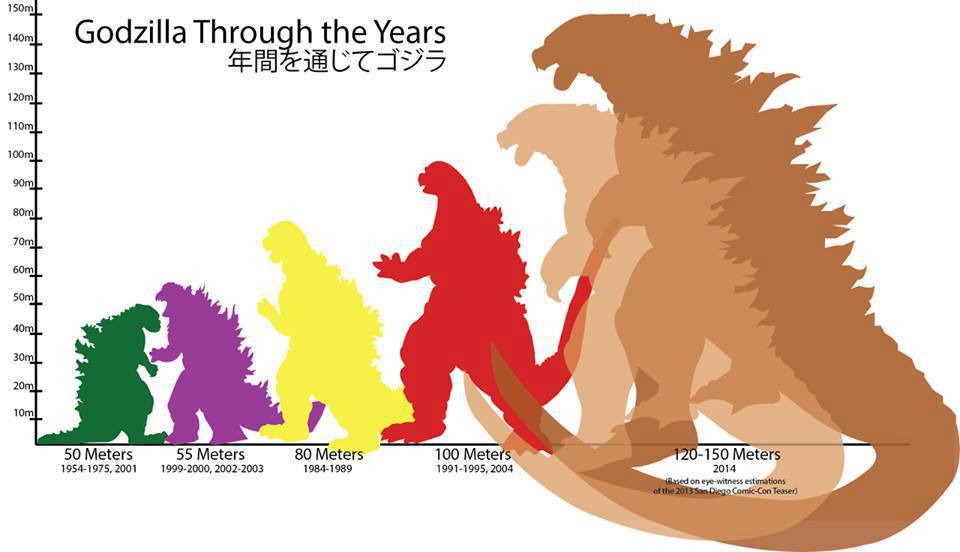 Godzilla Through the Years
年間を通じてゴジラ
150m
140m
130m
120m
110m
100m
90m
80m
70m
60m
50m
40m
30m
20m
10m
50 Meters
1954-1975, 2001
55 Meters
1999-2000, 2002-2003
80 Meters
1984-1989
100 Meters
1991-1995, 2004
120-150 Meters
2014
(Based on eye-witness estimations
of the 2013 San Diego Comic-Con Teaser)